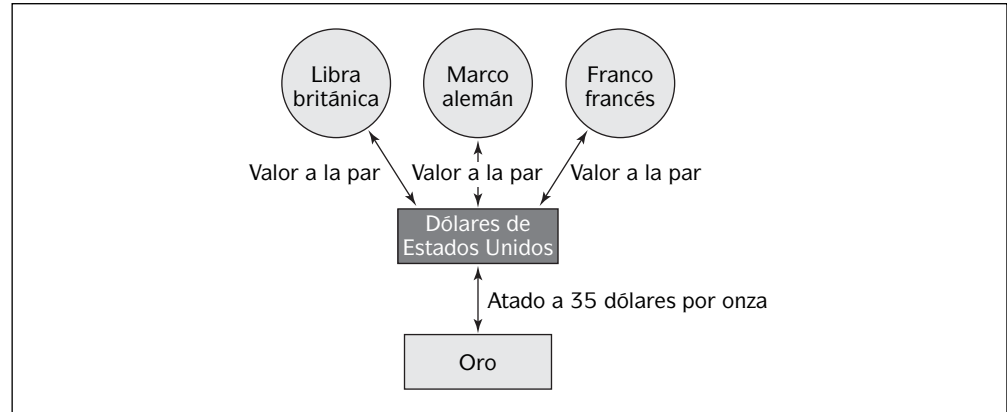 Libra
británica
Marco
alemán
Franco
francés
Valor a la par
Valor a la par
Valor a la par
Dólares de
Estados Unidos
Atado a 35 dólares por onza
Oro